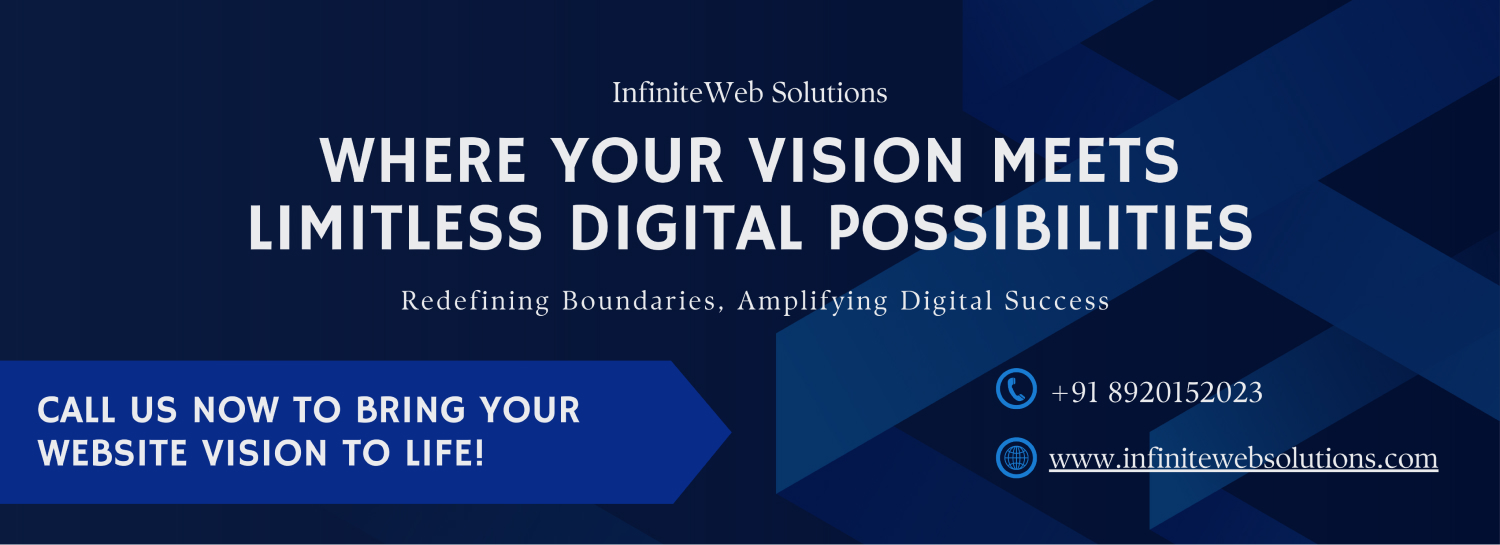 InfiniteWeb Solutions
WHERE YOUR VISION MEETS
LIMITLESS DIGITAL POSSIBILITIES
Redefining Boundaries, Amplifying Digital Success
CALL US NOW TO BRING YOUR
WEBSITE VISION TO LIFE!
+91 8920152023
www.infinitewebsolutions.com